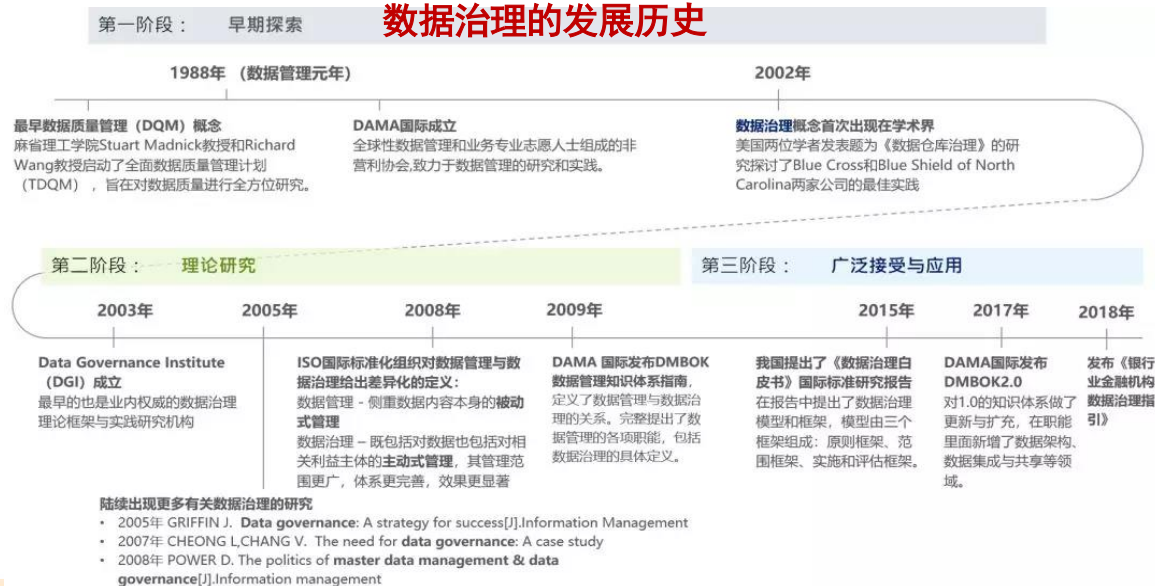 数据治理的发展历史
第一阶段： 早期探索
1988年 （数据管理元年）
2002年
最早数据质量管理（DQM）概念
麻省理工学院Stuart Madnick教授和Richard
Wang教授启动了全面数据质量管理计划
（TDQM），旨在对数据质量进行全方位研究。
DAMA国际成立
全球性数据管理和业务专业志愿人士组成的非
营利协会,致力于数据管理的研究和实践。
数据治理概念首次出现在学术界
美国两位学者发表题为《数据仓库治理》的研
究探讨了Blue Cross和Blue Shield of North
Carolina两家公司的最佳实践
第二阶段： 理论研究
第三阶段： 广泛接受与应用
2003年
2005年
2008年
2009年
2015年
2017年
2018年
Data Governance Institute
（DGI）成立
最早的也是业内权威的数据治理
理论框架与实践研究机构
ISO国际标准化组织对数据管理与数
据治理给出差异化的定义：
数据管理 - 侧重数据内容本身的被动
式管理
数据治理 – 既包括对数据也包括对相
关利益主体的主动式管理，其管理范
围更广，体系更完善，效果更显著
DAMA 国际发布DMBOK
数据管理知识体系指南，
定义了数据管理与数据治
理的关系。完整提出了数
据管理的各项职能，包括
数据治理的具体定义。
我国提出了《数据治理白
皮书》国际标准研究报告
在报告中提出了数据治理
模型和框架，模型由三个
框架组成：原则框架、范
围框架、实施和评估框架。
DAMA国际发布
DMBOK2.0
对1.0的知识体系做了
更新与扩充，在职能
里面新增了数据架构、
数据集成与共享等领
域。
发布《银行
业金融机构
数据治理指
引》
陆续出现更多有关数据治理的研究
• 2005年 GRIFFIN J. Data governance: A strategy for success[J].Information Management
• 2007年 CHEONG L,CHANG V. The need for data governance: A case study
• 2008年 POWER D. The politics of master data management & data
governance[J].Information management